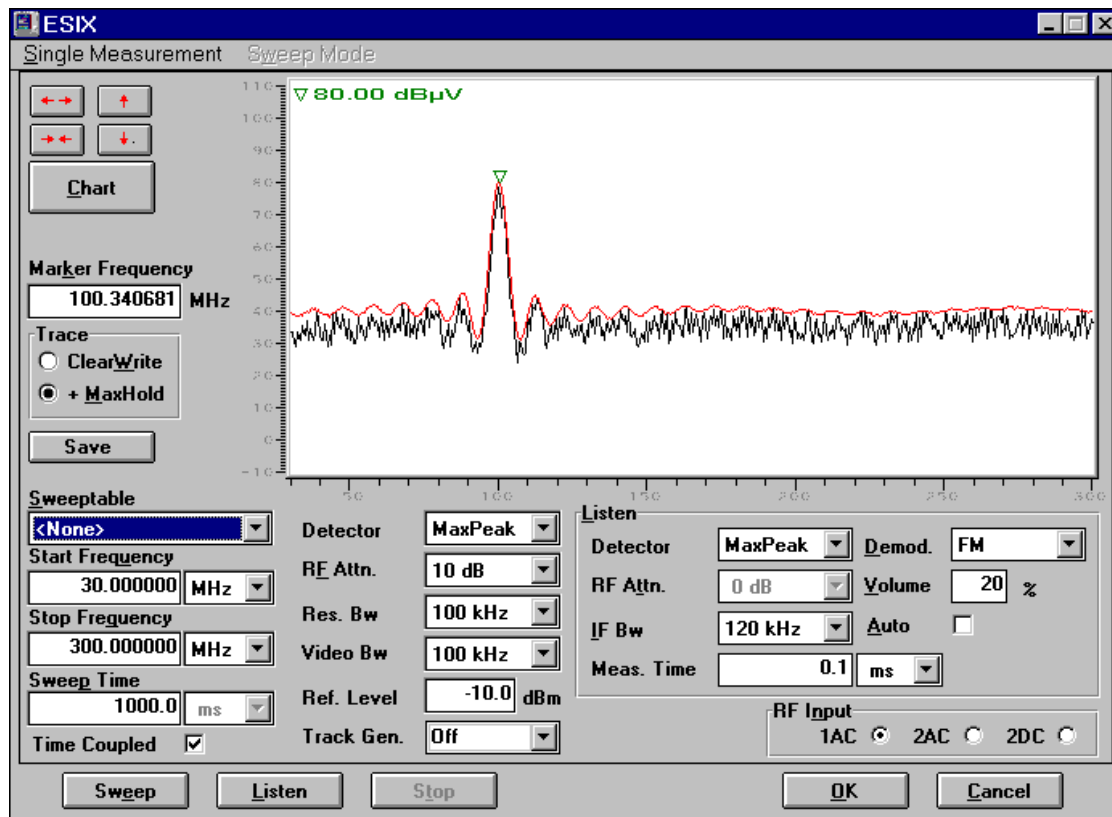 ESIX
Single Measurement Sweep Mode
Chart
Marker Frequency
100.340681 MHz
Trace
ClearWrite
+ MaxHold
Save
110
100
90
80
70
60
50
40
30
20
10
0
-10
▽80.00 dBµV
50 100 150 200 250 300
Sweeptable
<None>
Start Frequency
30.000000 MHz
Stop Frequency
300.000000 MHz
Sweep Time
1000.0 ms
Time Coupled
Detector MaxPeak
RF Attn. 10 dB
Res. Bw 100 kHz
Video Bw 100 kHz
Ref. Level -10.0 dBm
Track Gen. Off
Listen
Detector MaxPeak Demod. FM
RF Attn. 0 dB Volume 20 %
IF Bw 120 kHz Auto
Meas. Time 0.1 ms
RF Input
1AC 2AC 2DC
Sweep Listen Stop OK Cancel